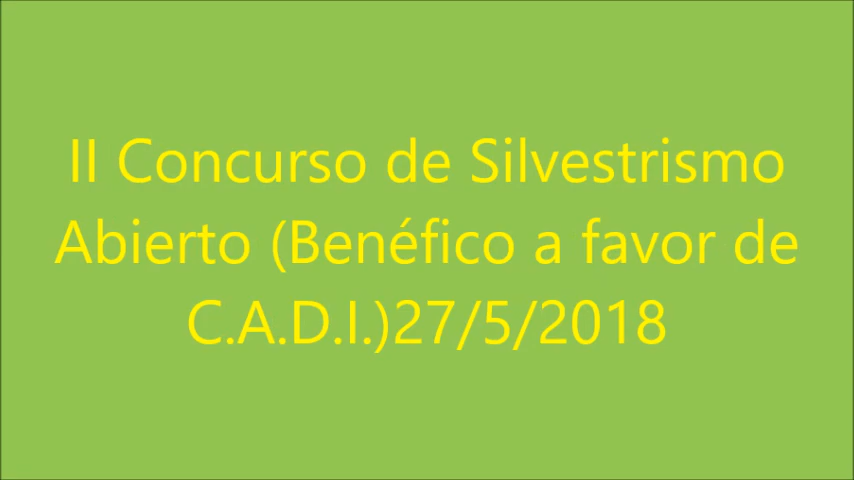 II Concurso de Silvestrismo
Abierto (Benéfico a favor de
C.A.D.I.)27/5/2018